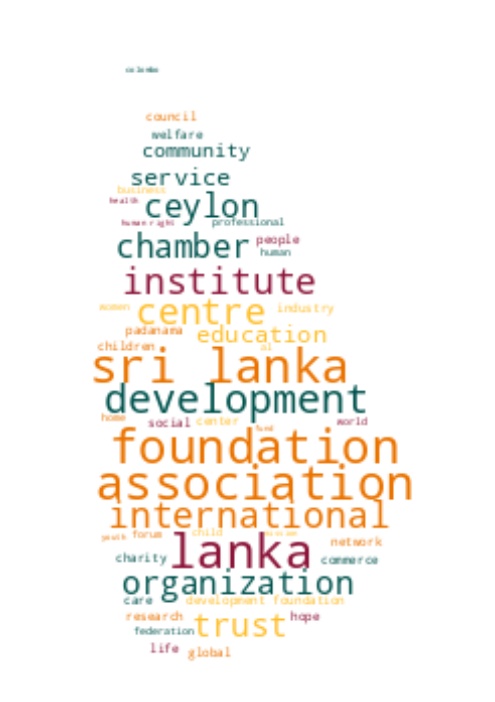 colombo
council
welfare
community
service
business
health
ceylon
human right professional
chamber people
human
institute
women centre industry
padanama education
children al
sri lanka
development
home social center world
fund
foundation
association
international
youth forum child mission
network
lanka
charity commerce
organization
care development foundation
research trust hope
federation
life global